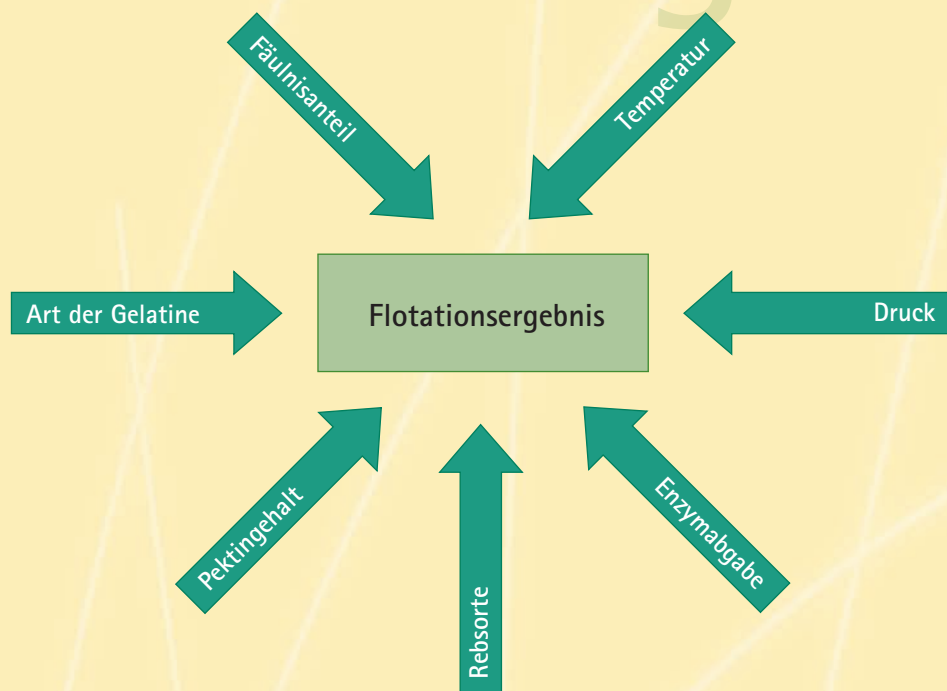 Fäulnisanteil
Temperatur
Art der Gelatine
Flotationsergebnis
Druck
Pektingehalt
Rebsorte
Enzymabgabe